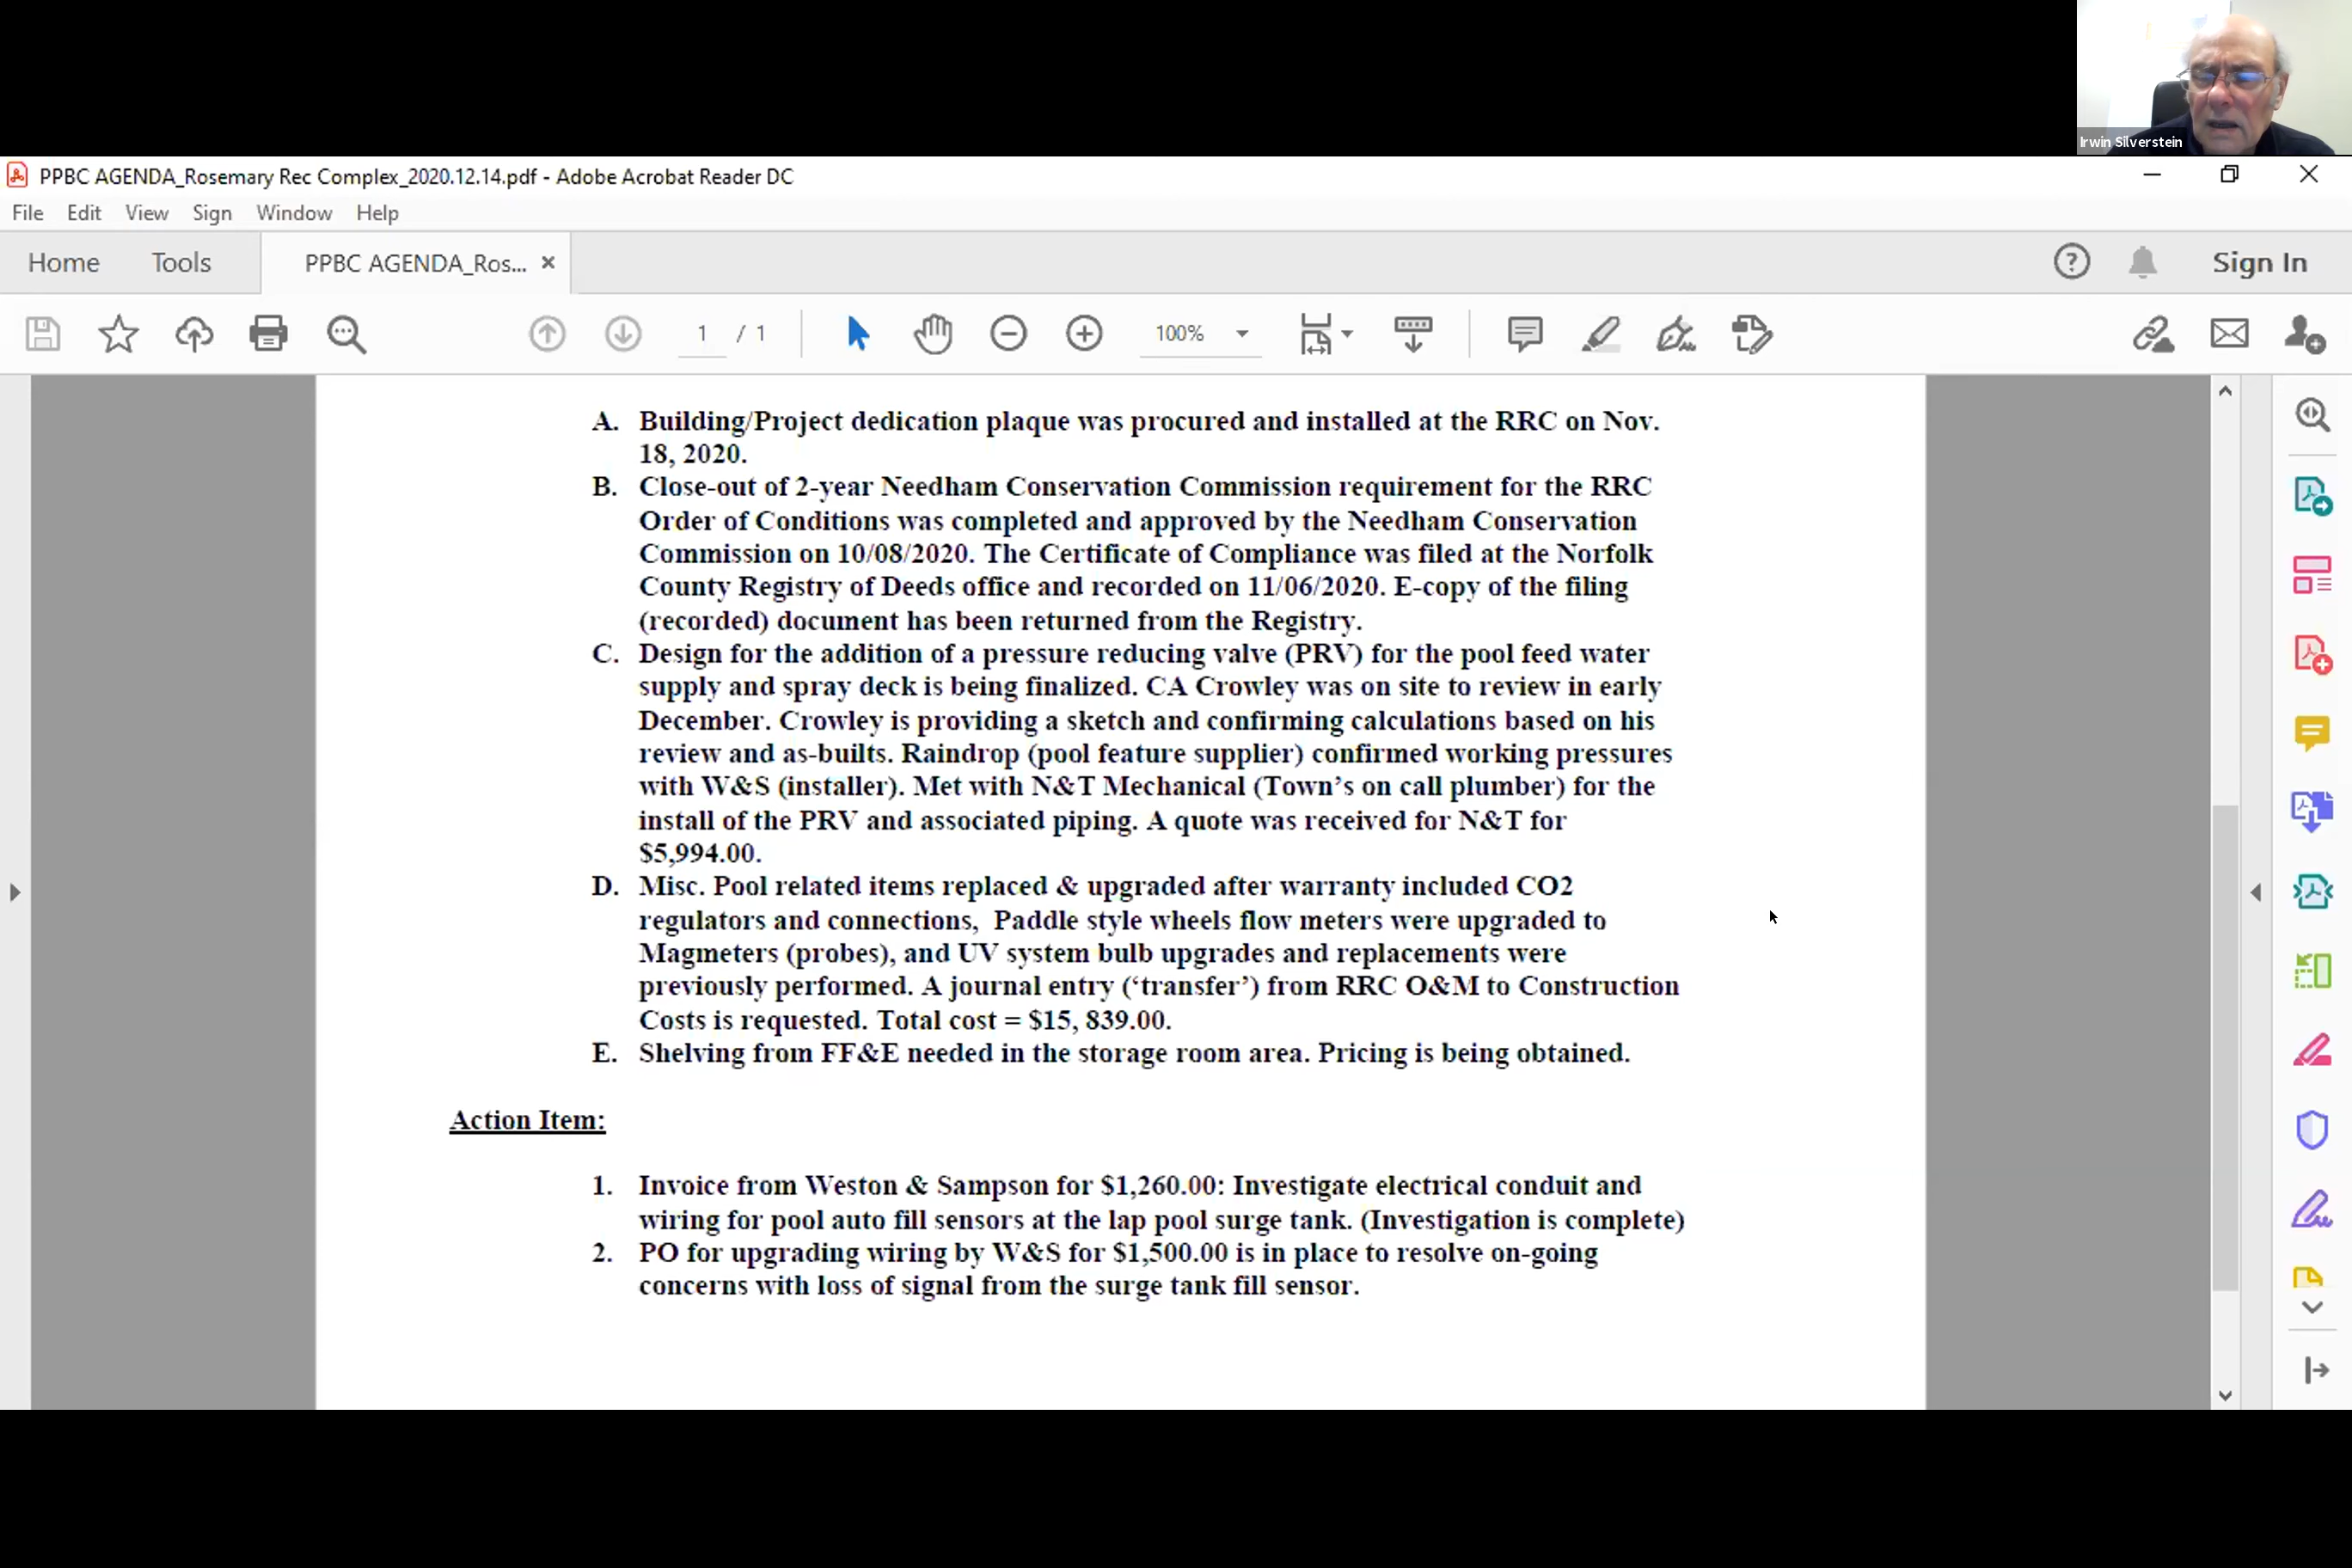 Irwin Silverstein
PPBC AGENDA_Rosemary Rec Complex_2020.12.14.pdf - Adobe Acrobat Reader DC
File Edit View Sign Window Help
Home Tools PPBC AGENDA_Ros... Sign In
1 / 1 100%
A. Building/Project dedication plaque was procured and installed at the RRC on Nov.
18, 2020.
B. Close-out of 2-year Needham Conservation Commission requirement for the RRC
Order of Conditions was completed and approved by the Needham Conservation
Commission on 10/08/2020. The Certificate of Compliance was filed at the Norfolk
County Registry of Deeds office and recorded on 11/06/2020. E-copy of the filing
(recorded) document has been returned from the Registry.
C. Design for the addition of a pressure reducing valve (PRV) for the pool feed water
supply and spray deck is being finalized. CA Crowley was on site to review in early
December. Crowley is providing a sketch and confirming calculations based on his
review and as-builts. Raindrop (pool feature supplier) confirmed working pressures
with W&S (installer). Met with N&T Mechanical (Town’s on call plumber) for the
install of the PRV and associated piping. A quote was received for N&T for
$5,994.00.
D. Misc. Pool related items replaced & upgraded after warranty included CO2
regulators and connections, Paddle style wheels flow meters were upgraded to
Magmeters (probes), and UV system bulb upgrades and replacements were
previously performed. A journal entry (‘transfer’) from RRC O&M to Construction
Costs is requested. Total cost = $15, 839.00.
E. Shelving from FF&E needed in the storage room area. Pricing is being obtained.
Action Item:
1. Invoice from Weston & Sampson for $1,260.00: Investigate electrical conduit and
wiring for pool auto fill sensors at the lap pool surge tank. (Investigation is complete)
2. PO for upgrading wiring by W&S for $1,500.00 is in place to resolve on-going
concerns with loss of signal from the surge tank fill sensor.